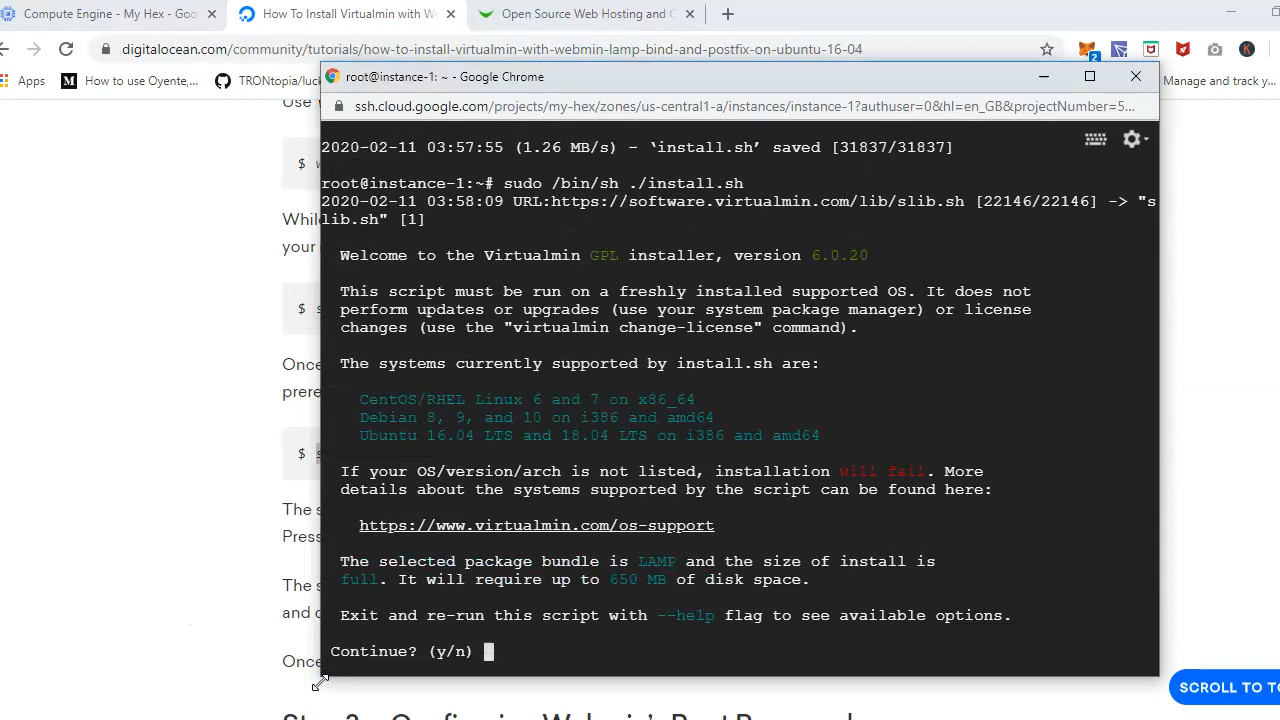 Compute Engine - My Hex - Goo
How To Install Virtualmin with We
Open Source Web Hosting and C
digitalocean.com/community/tutorials/how-to-install-virtualmin-with-webmin-lamp-bind-and-postfix-on-ubuntu-16-04
2
K
Apps
How to use Oyente,
TRONtopia/luck
Manage and track y
root@instance-1: ~ - Google Chrome
ssh.cloud.google.com/projects/my-hex/zones/us-central1-a/instances/instance-1?authuser=0&hl=en_GB&projectNumber=5...
2020-02-11 03:57:55 (1.26 MB/s) - ‘install.sh’ saved [31837/31837]
root@instance-1:~# sudo /bin/sh ./install.sh
2020-02-11 03:58:09 URL:https://software.virtualmin.com/lib/slib.sh [22146/22146] -> "s
lib.sh" [1]
Welcome to the Virtualmin GPL installer, version 6.0.20
This script must be run on a freshly installed supported OS. It does not
perform updates or upgrades (use your system package manager) or license
changes (use the "virtualmin change-license" command).
The systems currently supported by install.sh are:
CentOS/RHEL Linux 6 and 7 on x86_64
Debian 8, 9, and 10 on i386 and amd64
Ubuntu 16.04 LTS and 18.04 LTS on i386 and amd64
If your OS/version/arch is not listed, installation will fail. More
details about the systems supported by the script can be found here:
https://www.virtualmin.com/os-support
The selected package bundle is LAMP and the size of install is
full. It will require up to 650 MB of disk space.
Exit and re-run this script with --help flag to see available options.
Continue? (y/n)
$ w
While
your
$ s
Once
prere
$ s
The s
Press
The s
and c
Once
SCROLL TO TO